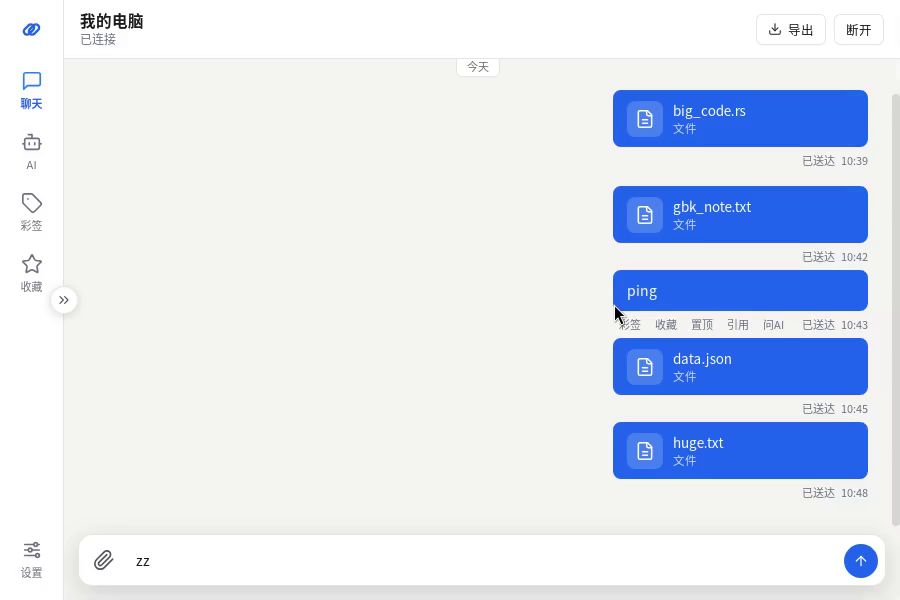 我的电脑
已连接
导出
断开
聊天
AI
彩签
收藏
设置
今天
big_code.rs
文件
已送达 10:39
gbk_note.txt
文件
已送达 10:42
ping
彩签 收藏 置顶 引用 问AI 已送达 10:43
data.json
文件
已送达 10:45
huge.txt
文件
已送达 10:48
zz